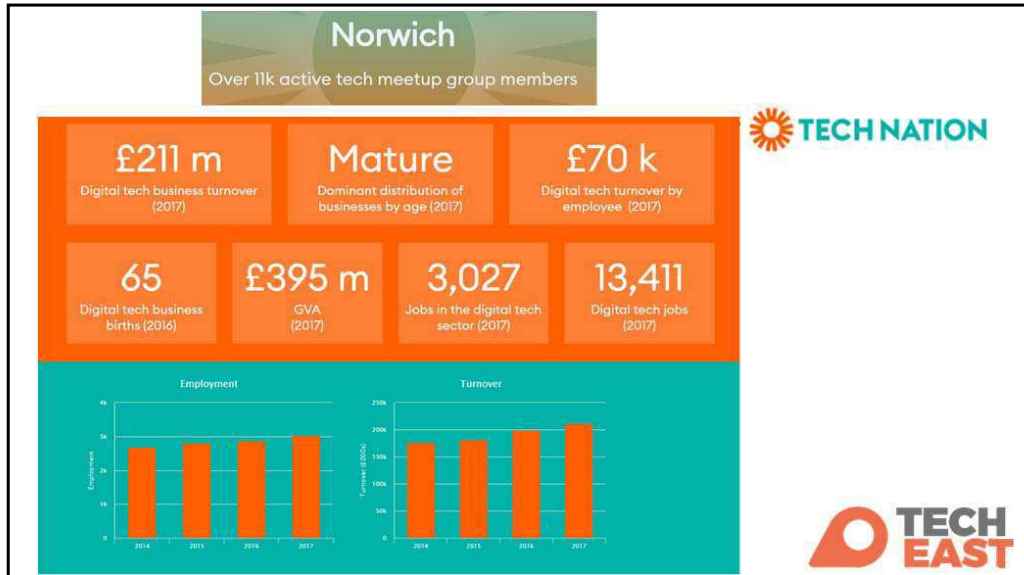 Norwich
Over 11k active tech meetup group members
TECH NATION
£211 m
Digital tech business turnover
(2017)
Mature
Dominant distribution of
businesses by age (2017)
£70 k
Digital tech turnover by
employee (2017)
65
Digital tech business
births (2016)
£395 m
GVA
(2017)
3,027
Jobs in the digital tech
sector (2017)
13,411
Digital tech jobs
(2017)
Employment
4k
3k
2k
1k
0
Employment
2014 2015 2016 2017
Turnover
250k
200k
150k
100k
50k
0
Turnover (£000s)
2014 2015 2016 2017
TECH
EAST